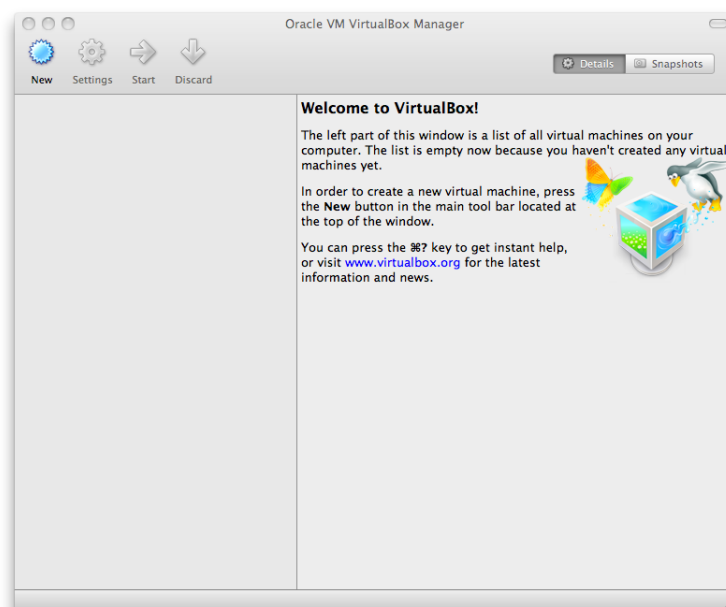 Oracle VM VirtualBox Manager
New Settings Start Discard
Details Snapshots
Welcome to VirtualBox!
The left part of this window is a list of all virtual machines on your
computer. The list is empty now because you haven't created any virtual
machines yet.
In order to create a new virtual machine, press
the New button in the main tool bar located at
the top of the window.
You can press the ⌘? key to get instant help,
or visit www.virtualbox.org for the latest
information and news.